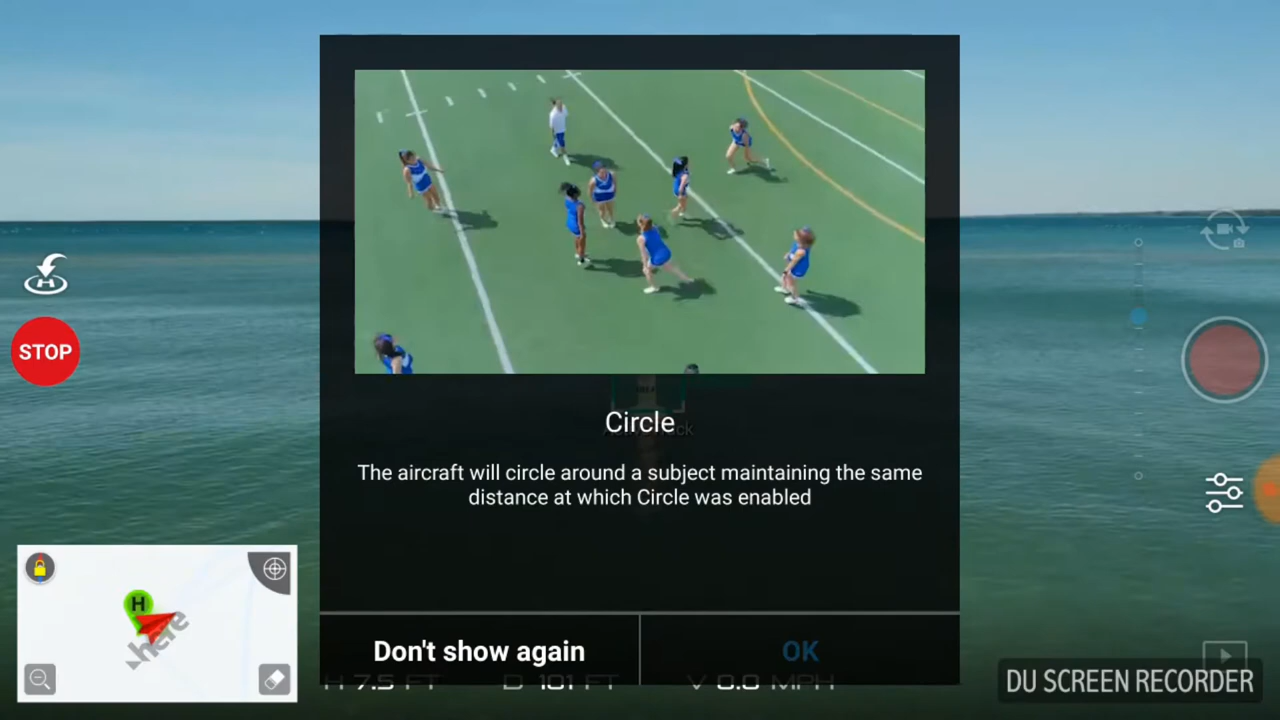 STOP
Circle
The aircraft will circle around a subject maintaining the same
distance at which Circle was enabled
Don't show again
OK
H 7.5 FT D 101 FT V 0.0 MPH
H
here
DU SCREEN RECORDER